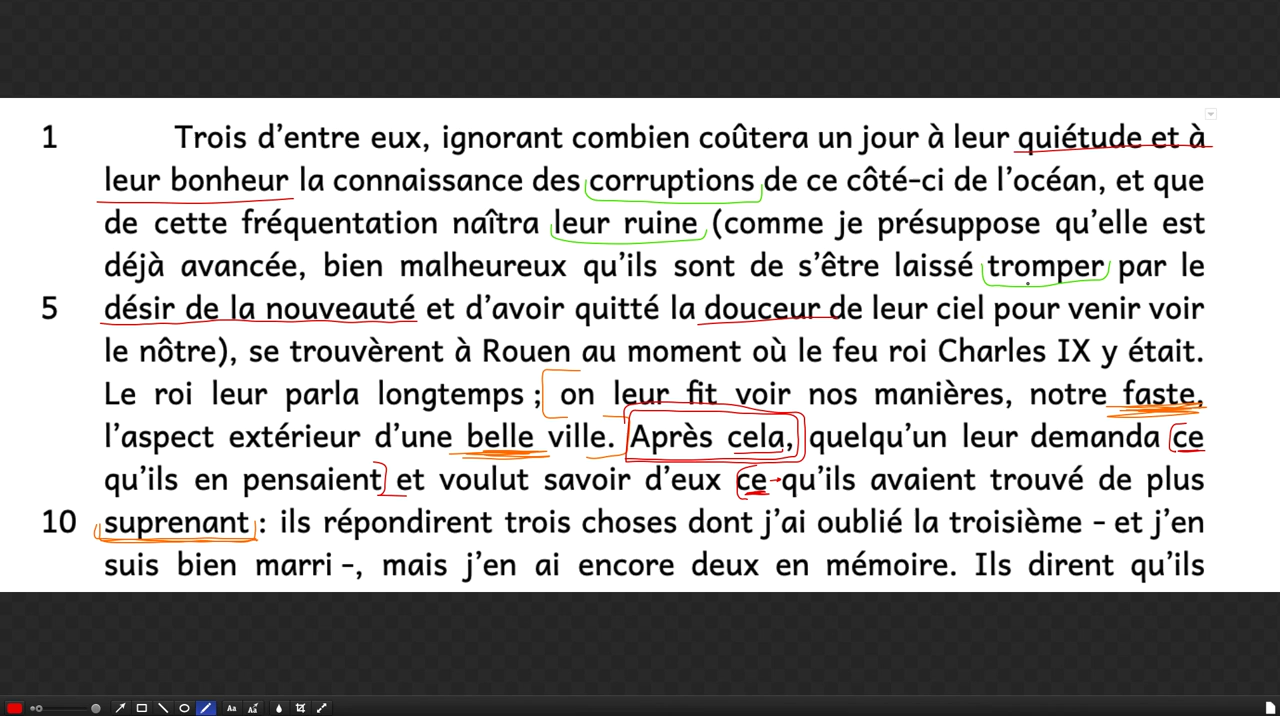 1 Trois d'entre eux, ignorant combien coûtera un jour à leur quiétude et à
leur bonheur la connaissance des corruptions de ce côté-ci de l'océan, et que
de cette fréquentation naîtra leur ruine (comme je présuppose qu'elle est
déjà avancée, bien malheureux qu'ils sont de s'être laissé tromper par le
5 désir de la nouveauté et d'avoir quitté la douceur de leur ciel pour venir voir
le nôtre), se trouvèrent à Rouen au moment où le feu roi Charles IX y était.
Le roi leur parla longtemps ; on leur fit voir nos manières, notre faste,
l'aspect extérieur d'une belle ville. Après cela, quelqu'un leur demanda ce
qu'ils en pensaient et voulut savoir d'eux ce qu'ils avaient trouvé de plus
10 suprenant : ils répondirent trois choses dont j'ai oublié la troisième - et j'en
suis bien marri -, mais j'en ai encore deux en mémoire. Ils dirent qu'ils
Aa Aa